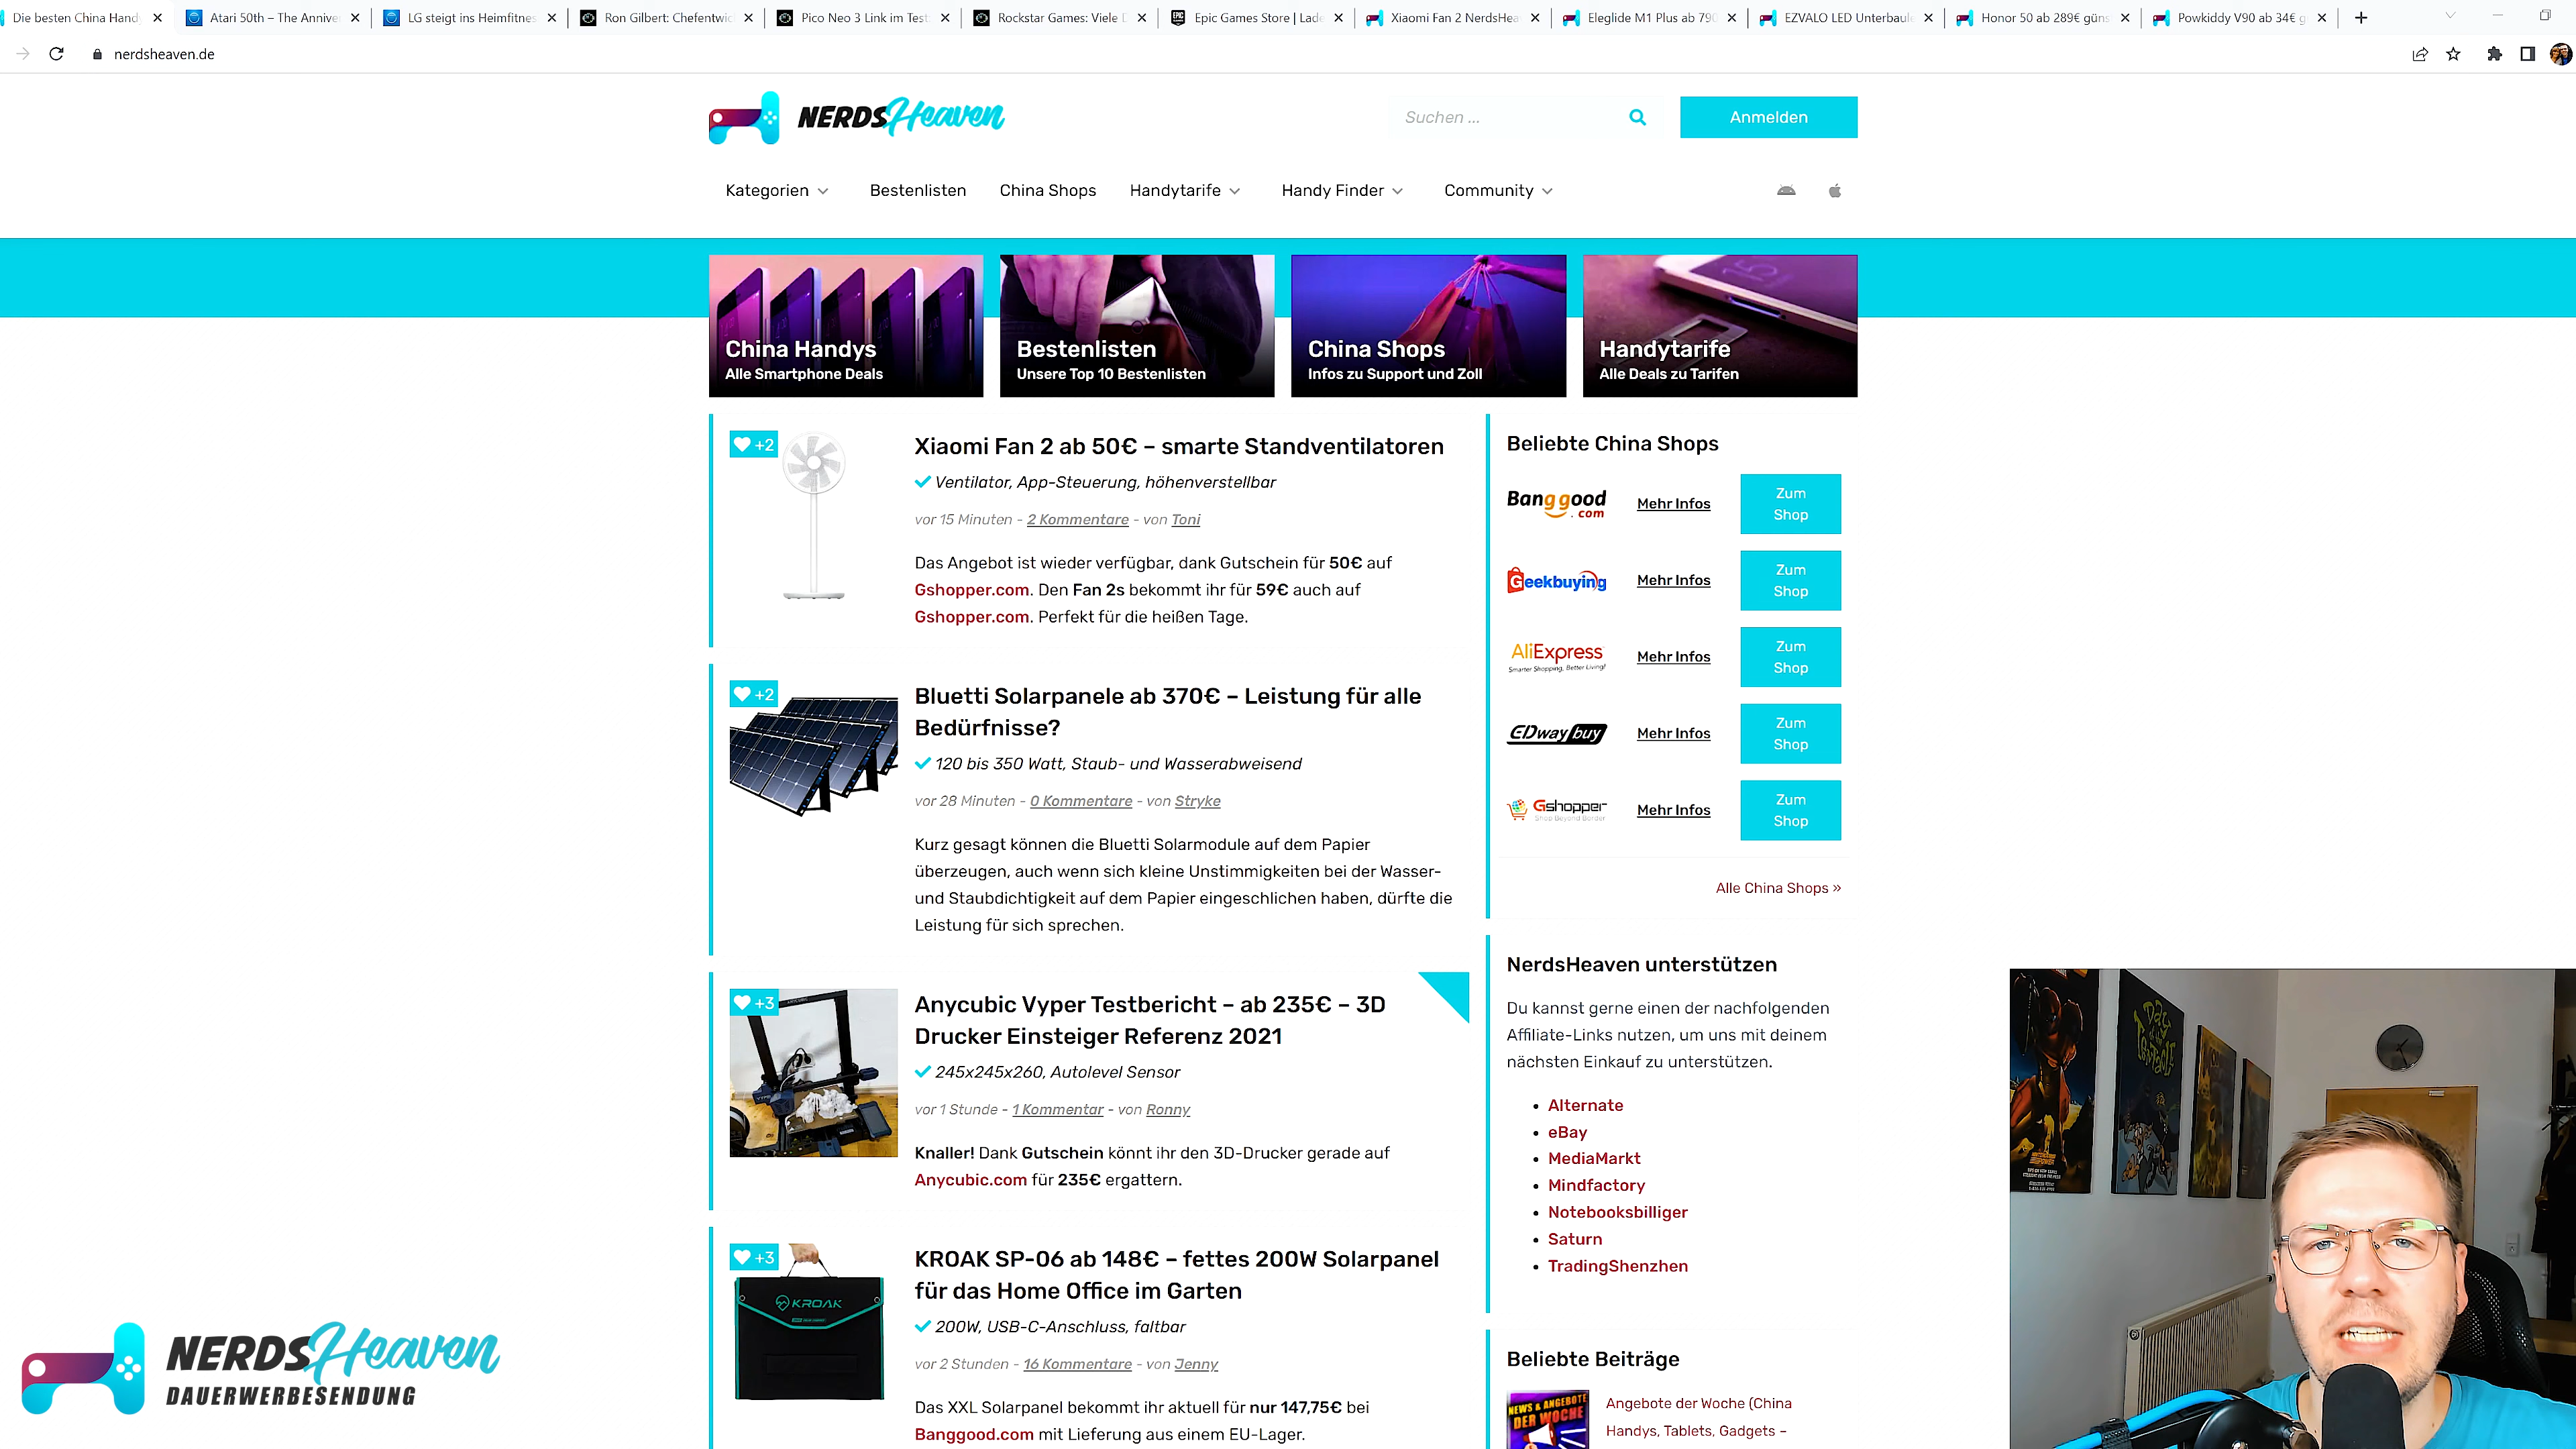 Die besten China Hand
Atari 50th – The Annive
LG steigt ins Heimfitnes
Ron Gilbert: Chefentwic
Pico Neo 3 Link im Test:
Rockstar Games: Viele D
Epic Games Store | Lade
Xiaomi Fan 2 NerdsHea
Eleglide M1 Plus ab 790
EZVALO LED Unterbaule
Honor 50 ab 289€ güns
Powkiddy V90 ab 34€ g
nerdsheaven.de
NERDSHeaven
Suchen ...
Anmelden
Kategorien
Bestenlisten
China Shops
Handytarife
Handy Finder
Community
China Handys
Alle Smartphone Deals
Bestenlisten
Unsere Top 10 Bestenlisten
China Shops
Infos zu Support und Zoll
Handytarife
Alle Deals zu Tarifen
+2
Xiaomi Fan 2 ab 50€ – smarte Standventilatoren
Ventilator, App-Steuerung, höhenverstellbar
vor 15 Minuten - 2 Kommentare - von Toni
Das Angebot ist wieder verfügbar, dank Gutschein für 50€ auf
Gshopper.com. Den Fan 2s bekommt ihr für 59€ auch auf
Gshopper.com. Perfekt für die heißen Tage.
+2
Bluetti Solarpanele ab 370€ – Leistung für alle
Bedürfnisse?
120 bis 350 Watt, Staub- und Wasserabweisend
vor 28 Minuten - 0 Kommentare - von Stryke
Kurz gesagt können die Bluetti Solarmodule auf dem Papier
überzeugen, auch wenn sich kleine Unstimmigkeiten bei der Wasser-
und Staubdichtigkeit auf dem Papier eingeschlichen haben, dürfte die
Leistung für sich sprechen.
+3
Anycubic Vyper Testbericht – ab 235€ – 3D
Drucker Einsteiger Referenz 2021
245x245x260, Autolevel Sensor
vor 1 Stunde - 1 Kommentar - von Ronny
Knaller! Dank Gutschein könnt ihr den 3D-Drucker gerade auf
Anycubic.com für 235€ ergattern.
+3
KROAK
KROAK SP-06 ab 148€ – fettes 200W Solarpanel
für das Home Office im Garten
200W, USB-C-Anschluss, faltbar
vor 2 Stunden - 16 Kommentare - von Jenny
Das XXL Solarpanel bekommt ihr aktuell für nur 147,75€ bei
Banggood.com mit Lieferung aus einem EU-Lager.
Beliebte China Shops
Banggood.com
Mehr Infos
Zum
Shop
Geekbuying
Mehr Infos
Zum
Shop
AliExpress
Smarter Shopping, Better Living!
Mehr Infos
Zum
Shop
EDwaybuy
Mehr Infos
Zum
Shop
Gshopper
Shop Beyond Border
Mehr Infos
Zum
Shop
Alle China Shops »
NerdsHeaven unterstützen
Du kannst gerne einen der nachfolgenden
Affiliate-Links nutzen, um uns mit deinem
nächsten Einkauf zu unterstützen.
• Alternate
• eBay
• MediaMarkt
• Mindfactory
• Notebooksbilliger
• Saturn
• TradingShenzhen
Beliebte Beiträge
NEWS & ANGEBOTE
DER WOCHE
Angebote der Woche (China
Handys, Tablets, Gadgets –
NERDSHeaven
DAUERWERBESENDUNG